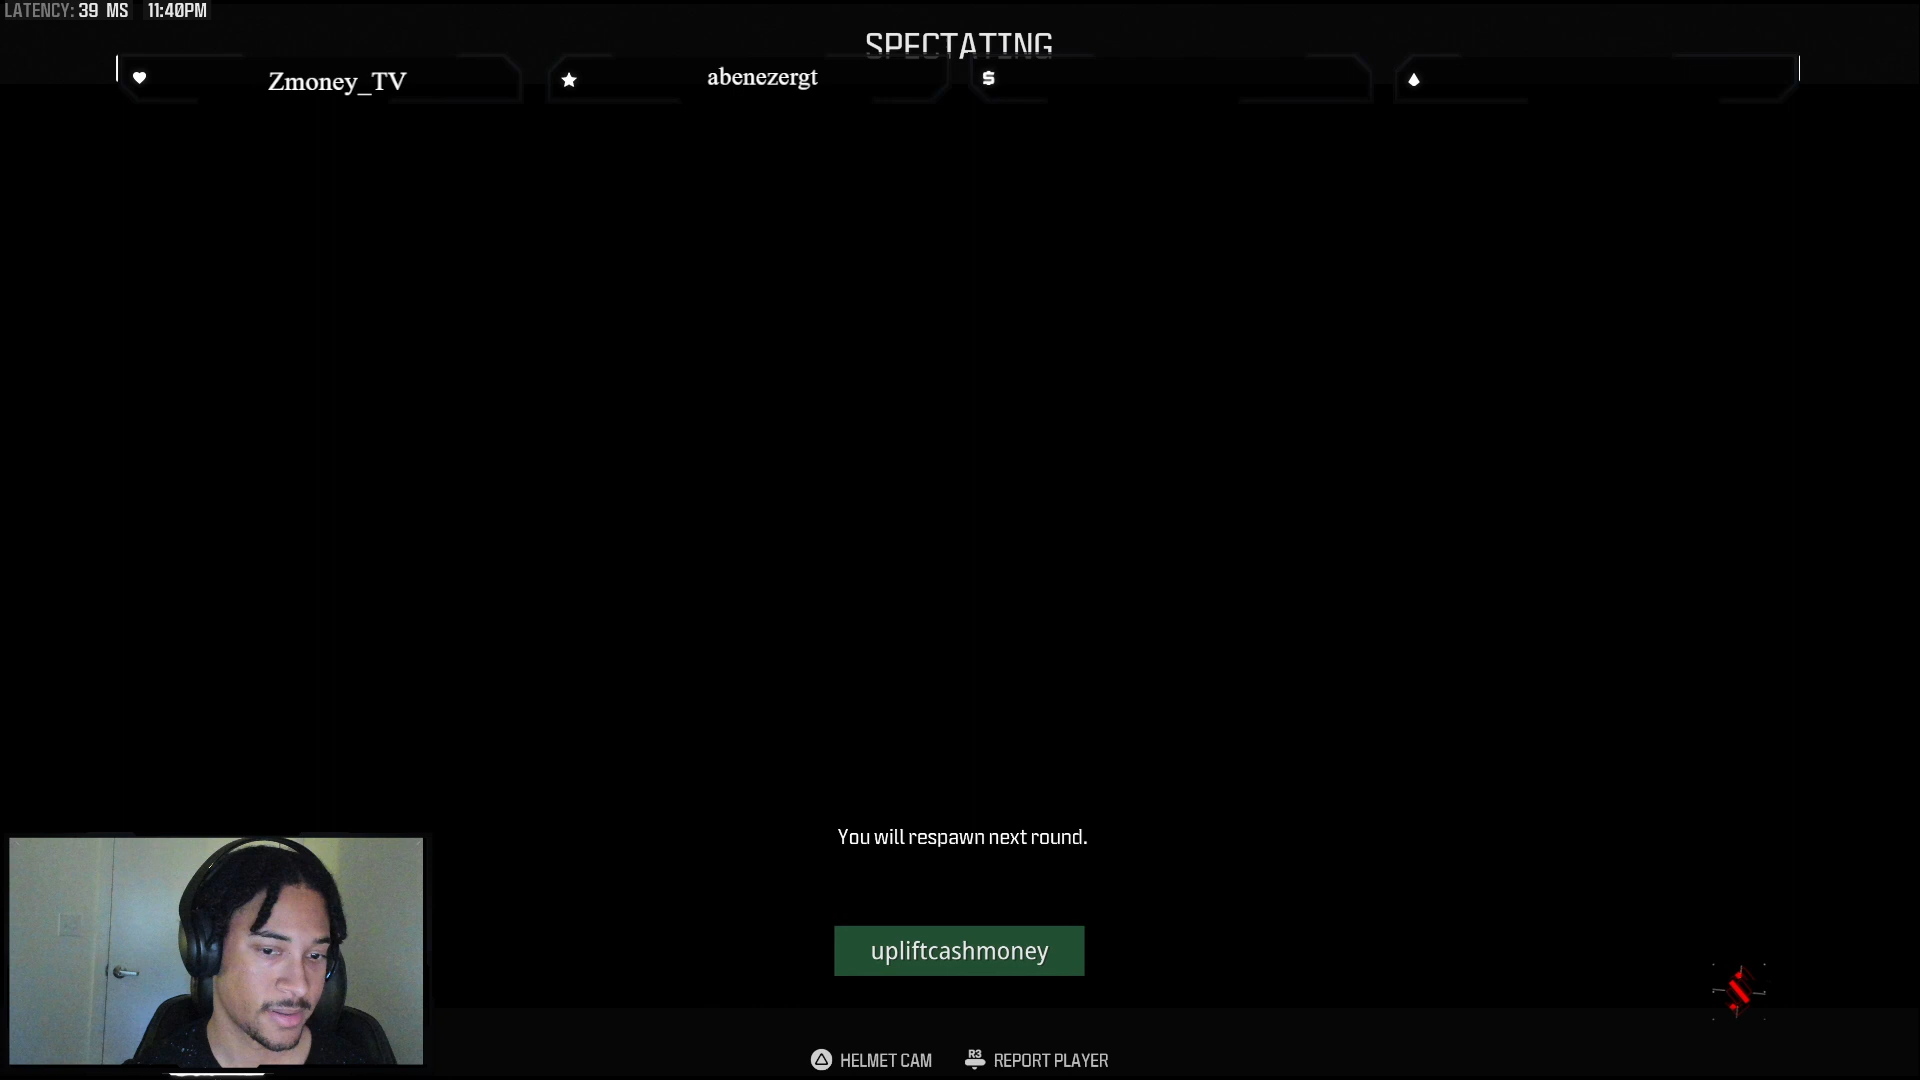 LATENCY: 39 MS 11:40PM
SPECTATING
Zmoney_TV
abenezergt
You will respawn next round.
upliftcashmoney
HELMET CAM R3 REPORT PLAYER